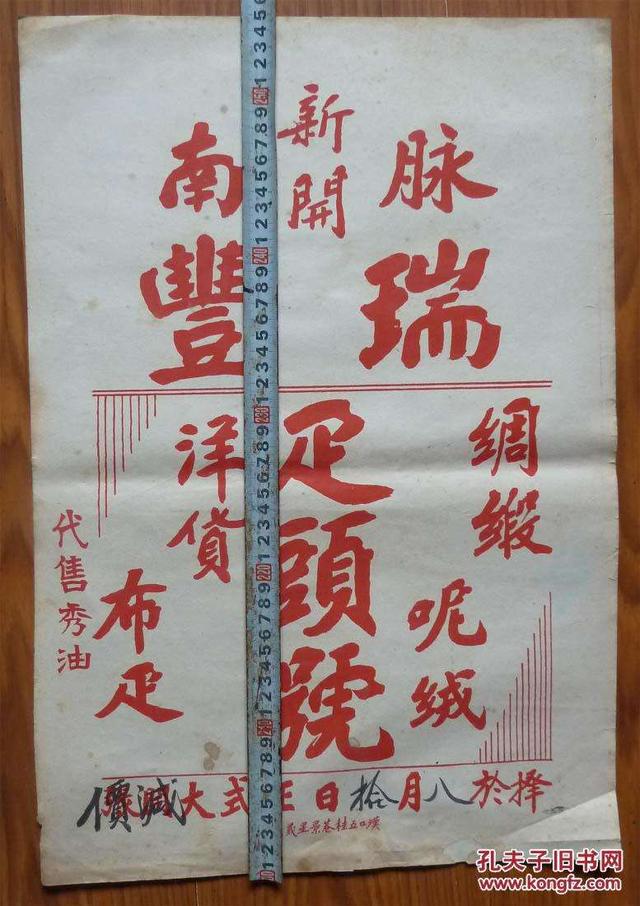 新開
脉南
瑞豐
綢緞
呢絨
疋頭號
洋貨
布疋
代售秀油
擇於八月拾日正式大減價
孔夫子旧书网
www.kongfz.com